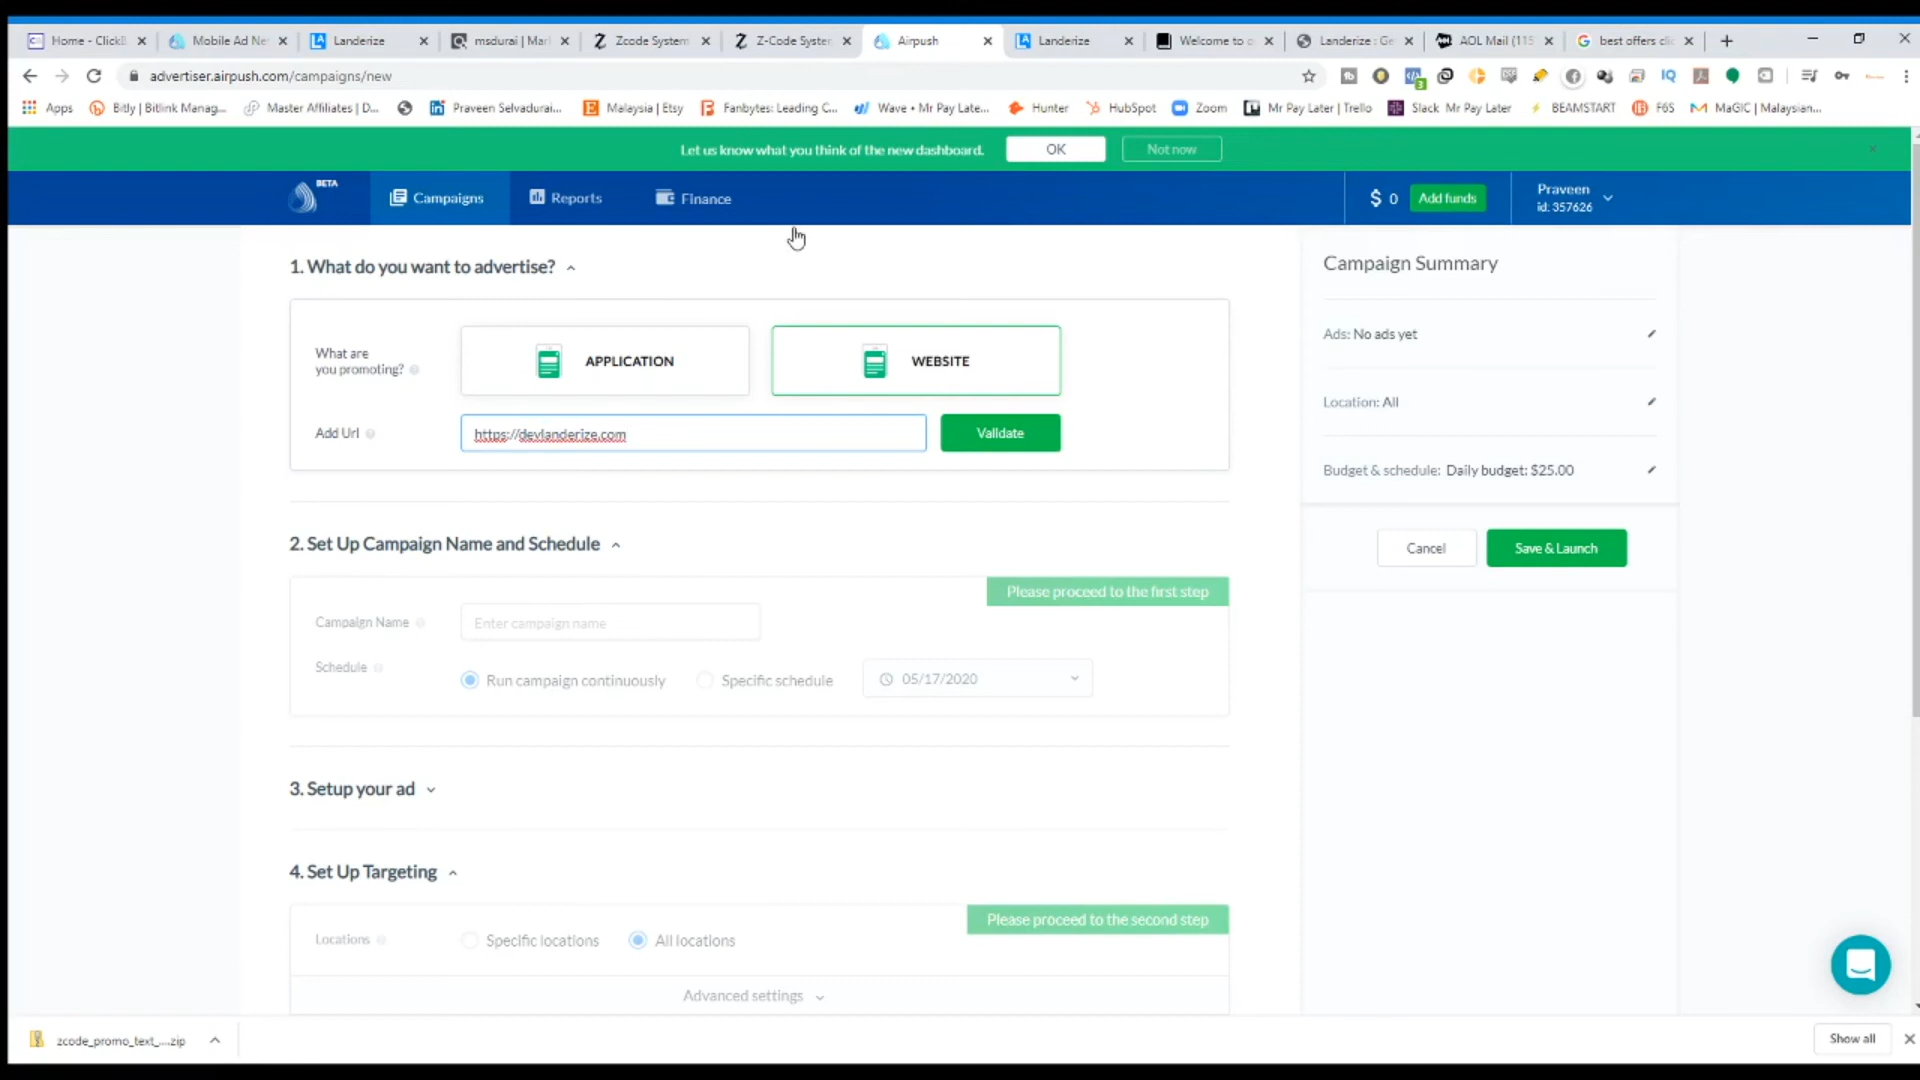 Home - ClickB
Mobile Ad Ne
Landerize
msdurai | Mar
Zcode System
Z-Code System
Airpush
Landerize
Welcome to c
Landerize : Ge
AOL Mail (115
best offers clic
advertiser.airpush.com/campaigns/new
Apps
Bitly | Bitlink Manag...
Master Affiliates | D...
Praveen Selvadurai...
Malaysia | Etsy
Fanbytes: Leading C...
Wave • Mr Pay Late...
Hunter
HubSpot
Zoom
Mr Pay Later | Trello
Slack Mr Pay Later
BEAMSTART
F6S
MaGIC | Malaysian...
Let us know what you think of the new dashboard.
OK
Not now
BETA
Campaigns
Reports
Finance
$ 0
Add funds
Praveen
id: 357626
1. What do you want to advertise?
What are
you promoting?
APPLICATION
WEBSITE
Add Url
https://devlanderize.com
Validate
2. Set Up Campaign Name and Schedule
Please proceed to the first step
Campaign Name
Enter campaign name
Schedule
Run campaign continuously
Specific schedule
05/17/2020
3. Setup your ad
4. Set Up Targeting
Please proceed to the second step
Locations
Specific locations
All locations
Advanced settings
Campaign Summary
Ads: No ads yet
Location: All
Budget & schedule: Daily budget: $25.00
Cancel
Save & Launch
zcode_promo_text_....zip
Show all